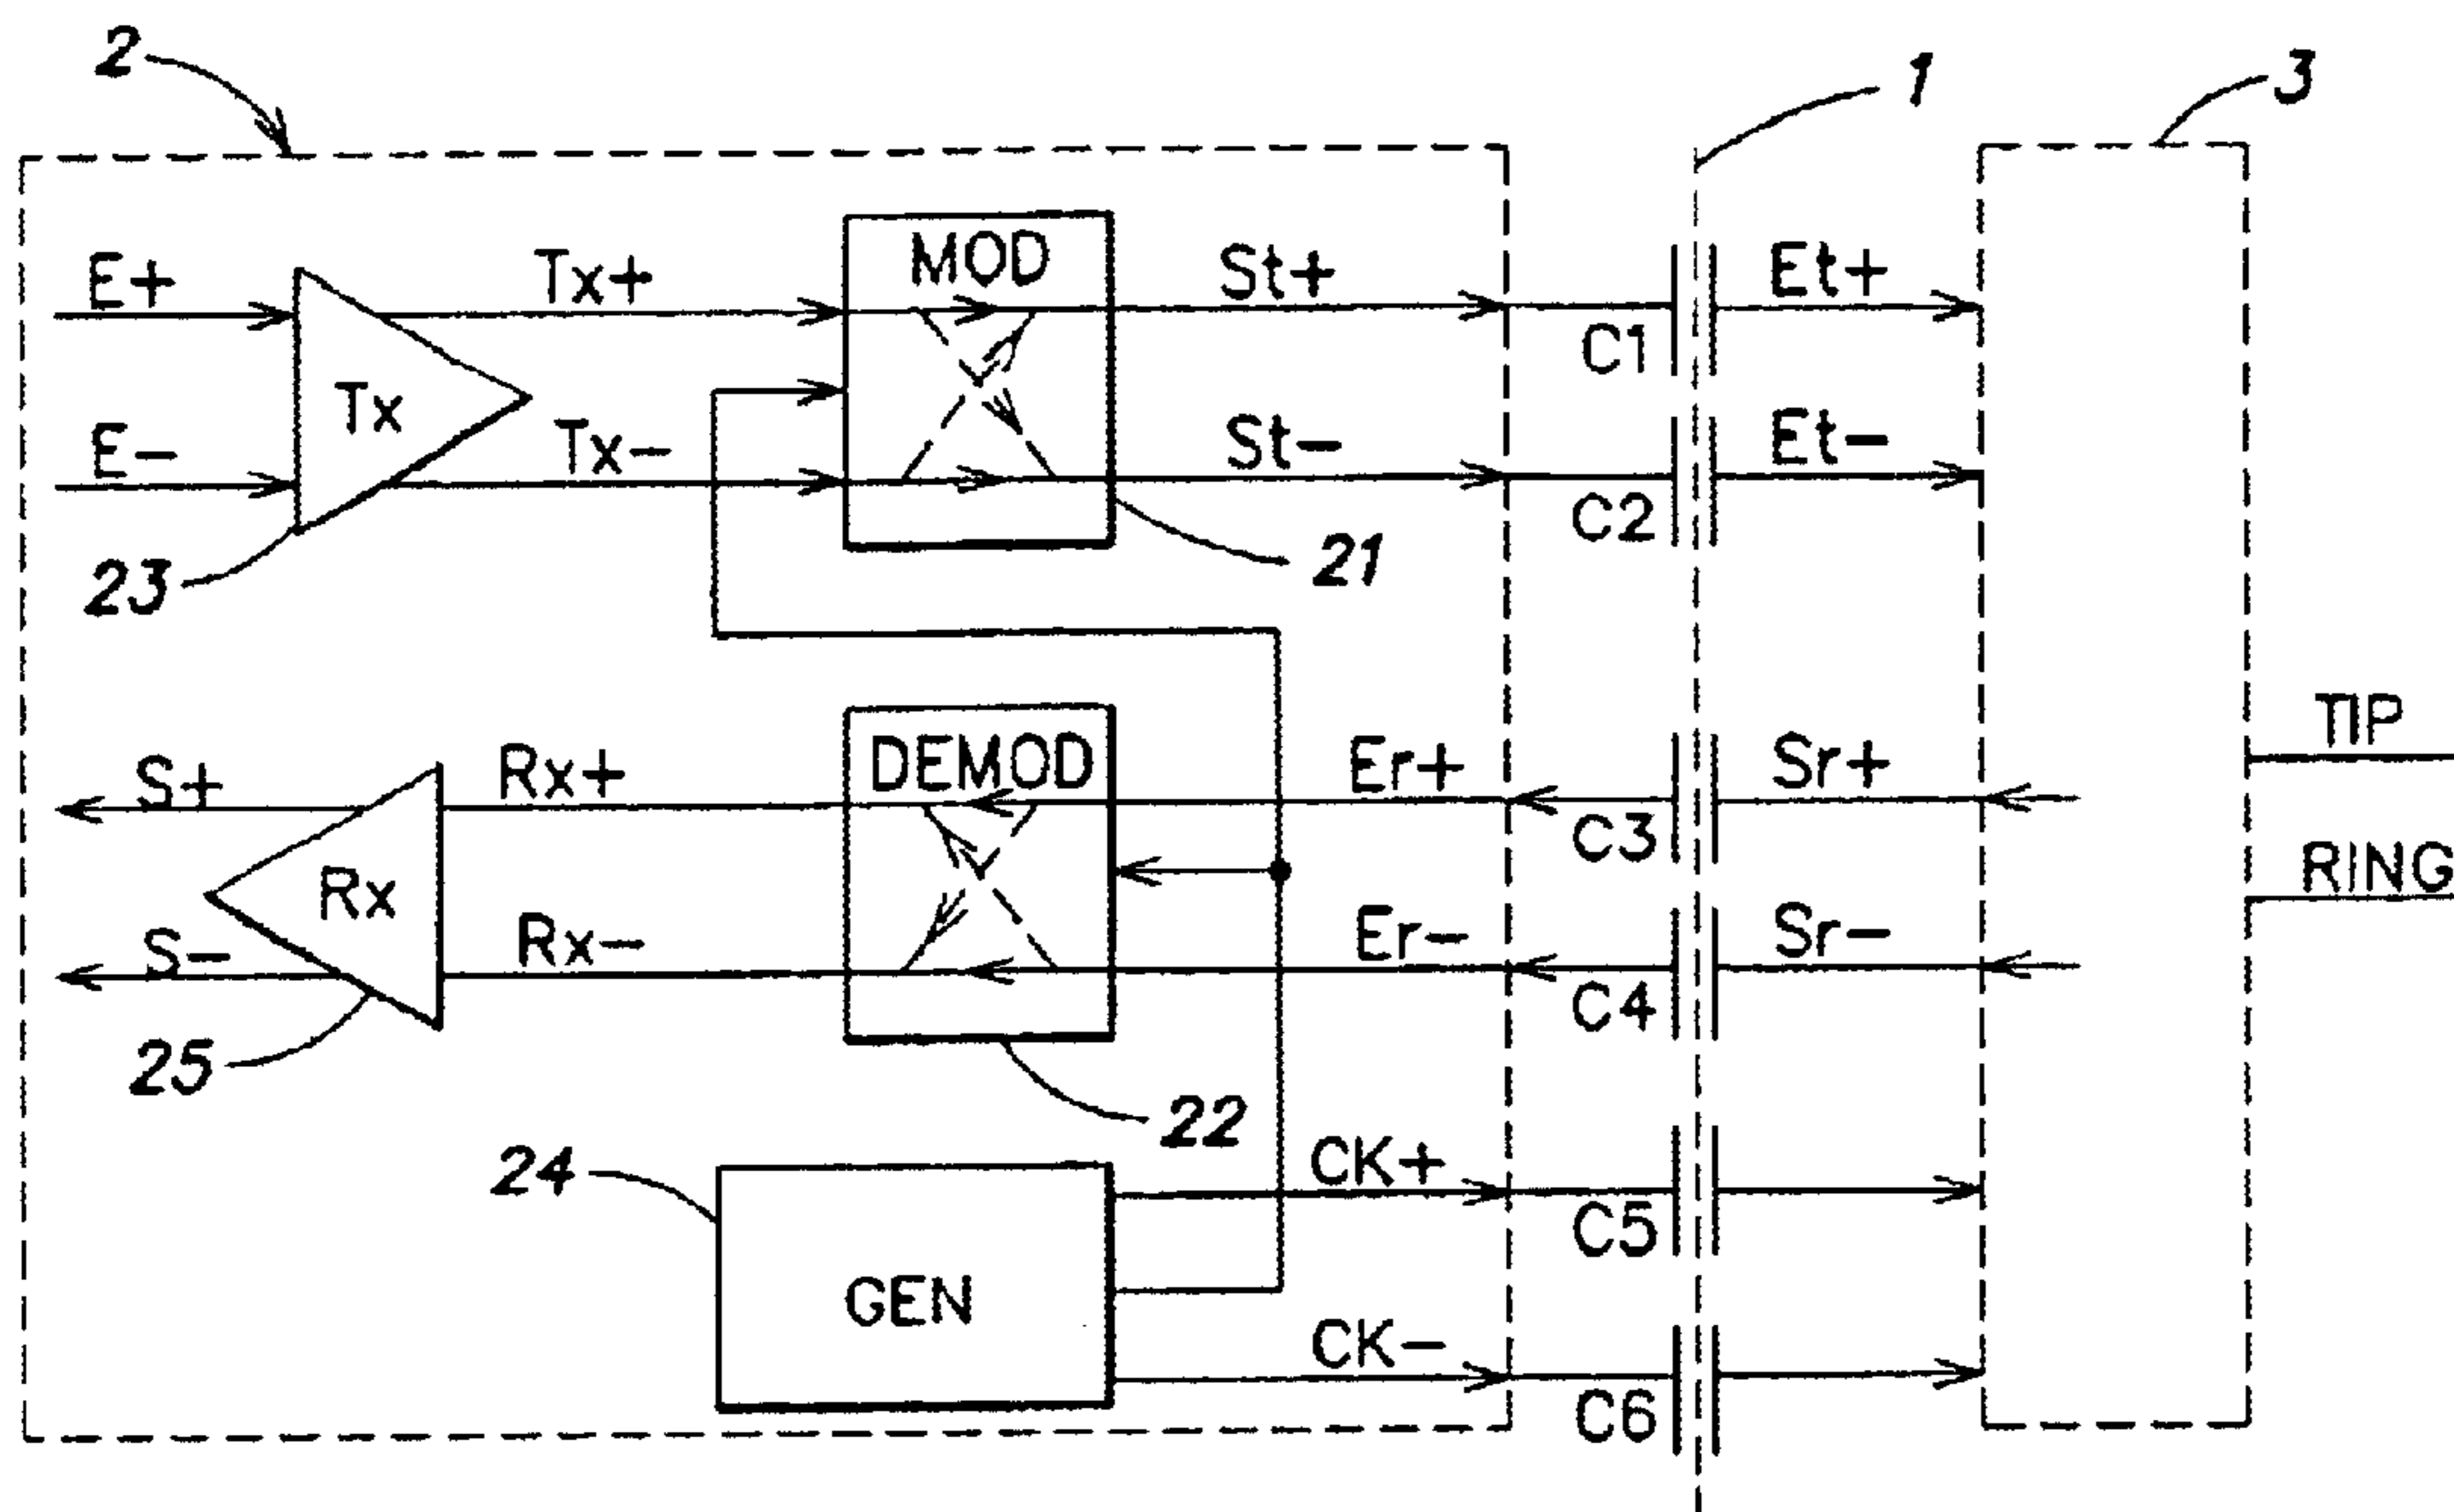 2
1
3
E+
Tx+
MOD
St+
C1
Et+
Tx
E-
Tx-
St-
C2
Et-
23
21
S+
Rx+
DEMOD
Er+
C3
Sr+
TIP
Rx
RING
S-
Rx-
Er-
C4
Sr-
25
22
24
CK+
C5
GEN
CK-
C6